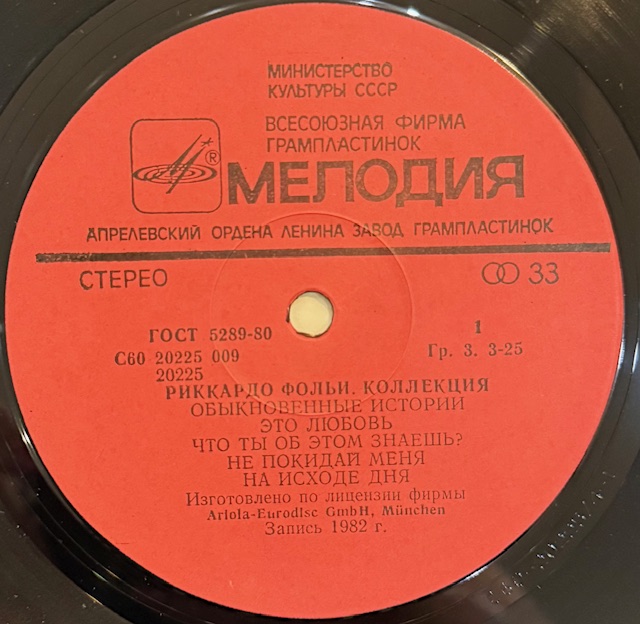 МИНИСТЕРСТВО
КУЛЬТУРЫ СССР
ВСЕСОЮЗНАЯ ФИРМА
ГРАМПЛАСТИНОК
®
МЕЛОДИЯ
АПРЕЛЕВСКИЙ ОРДЕНА ЛЕНИНА ЗАВОД ГРАМПЛАСТИНОК
СТЕРЕО
33
ГОСТ 5289-80
1
С60 20225 009
Гр. 3. 3-25
20225
РИККАРДО ФОЛЬИ. КОЛЛЕКЦИЯ
ОБЫКНОВЕННЫЕ ИСТОРИИ
ЭТО ЛЮБОВЬ
ЧТО ТЫ ОБ ЭТОМ ЗНАЕШЬ?
НЕ ПОКИДАЙ МЕНЯ
НА ИСХОДЕ ДНЯ
Изготовлено по лицензии фирмы
Ariola-Eurodisc GmbH, München
Запись 1982 г.